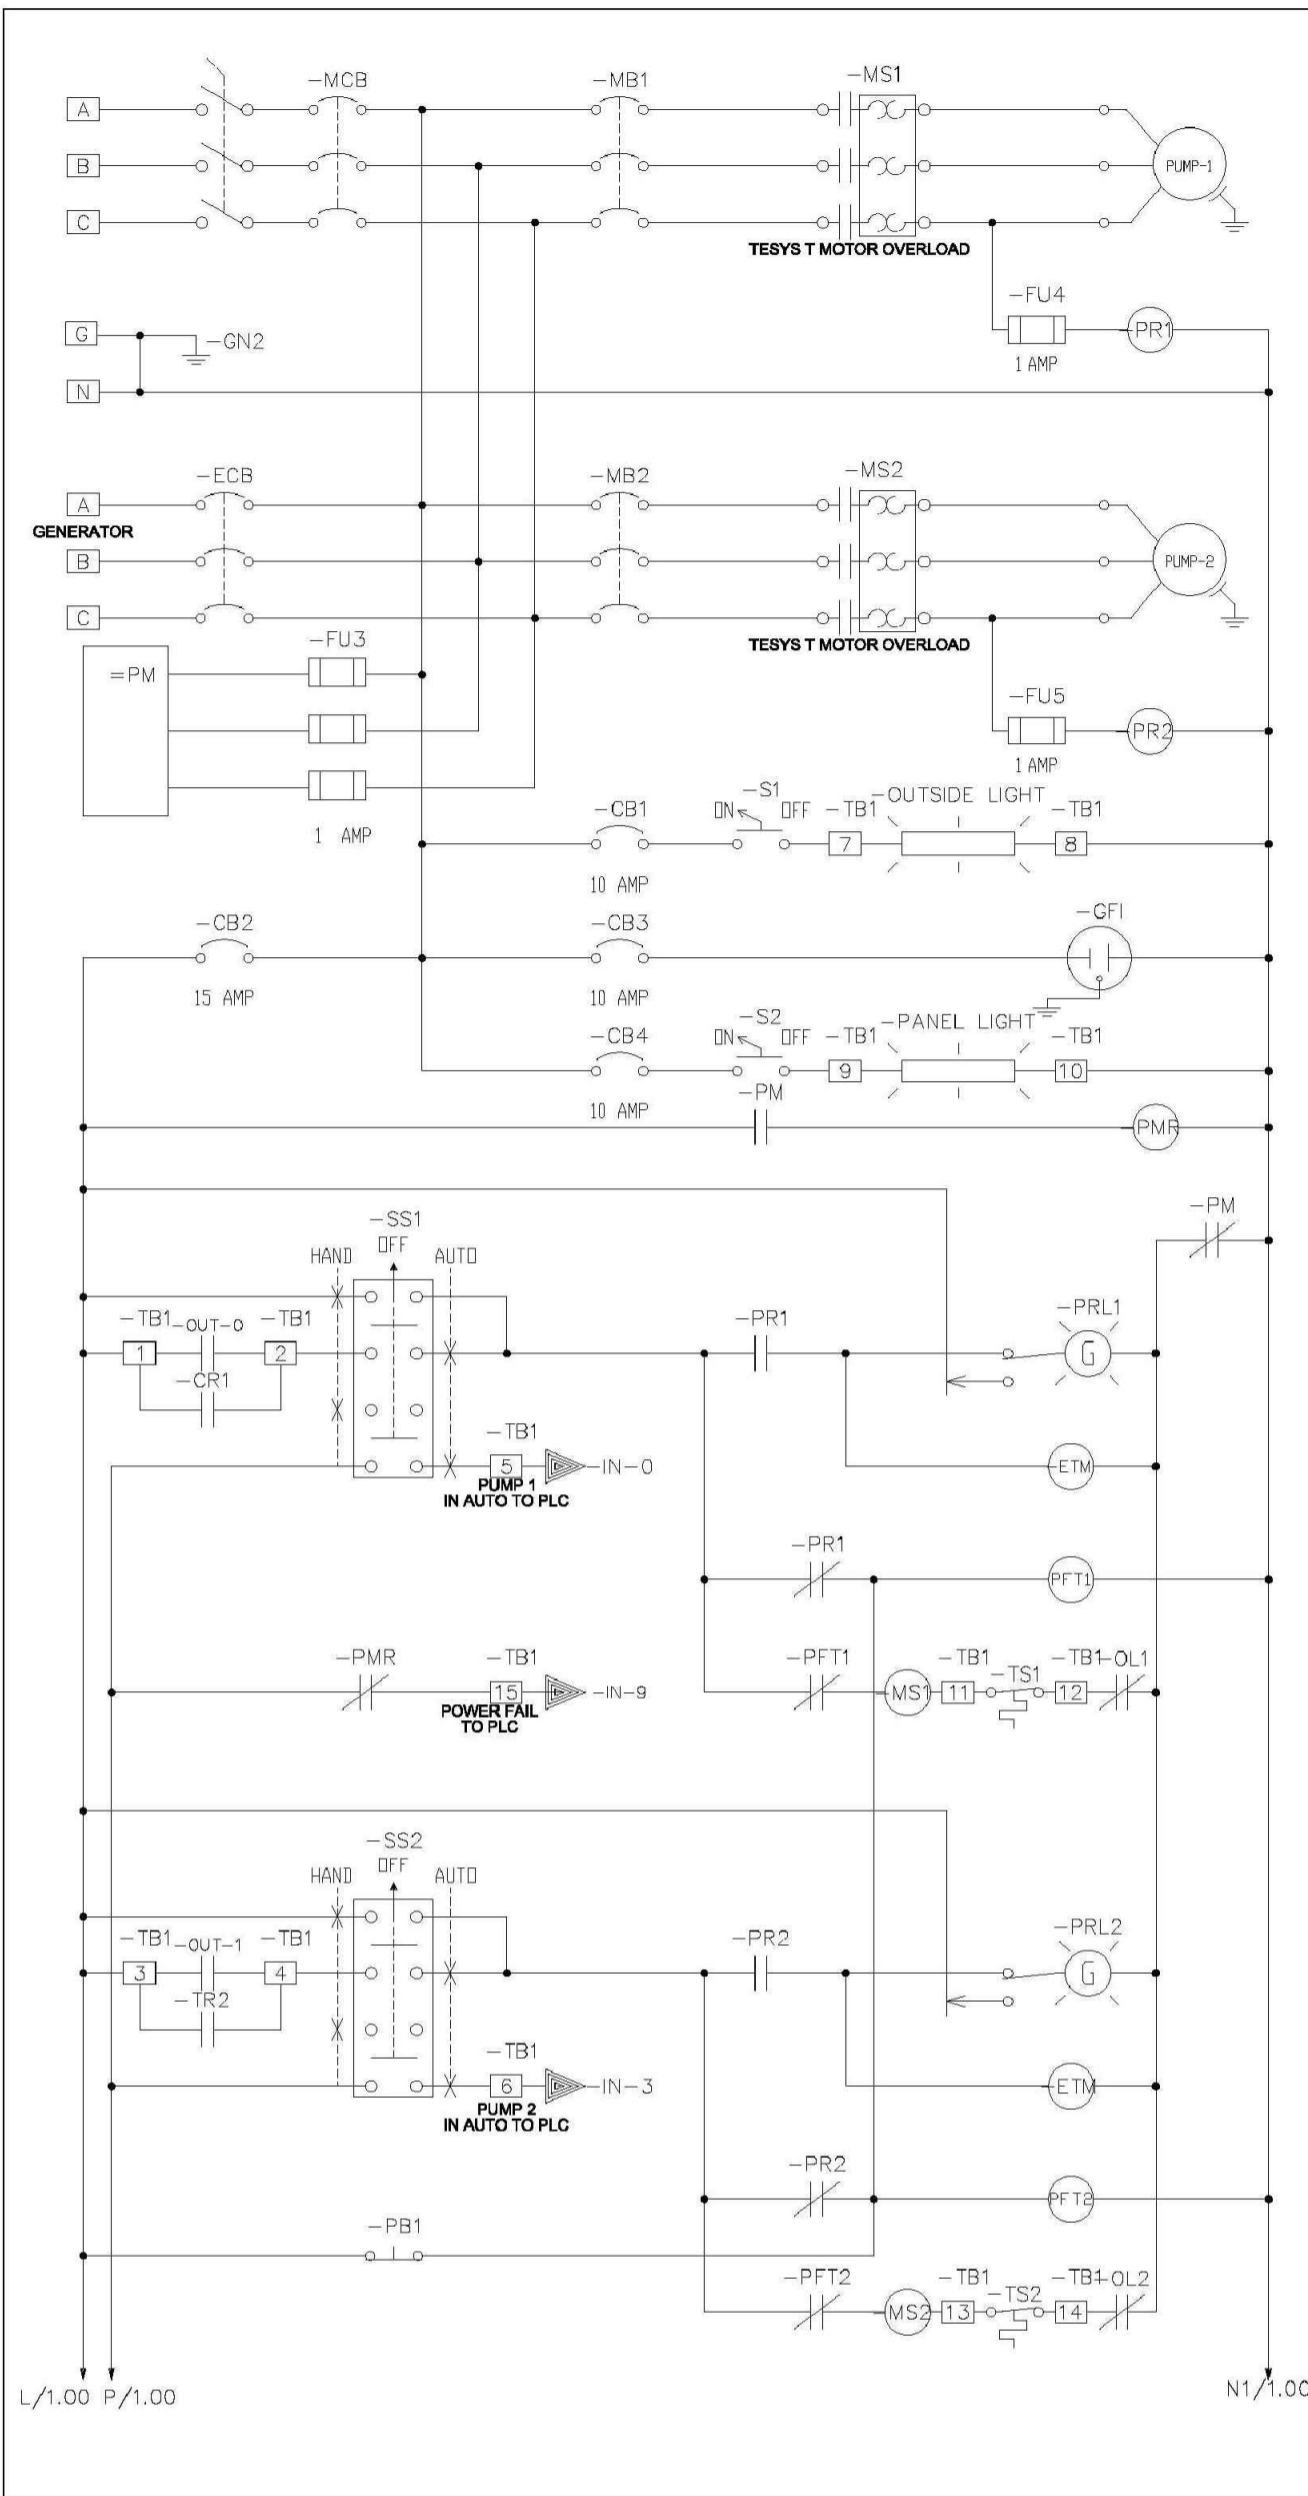 -MCB -MB1 -MS1
A
B PUMP-1
C
TESYS T MOTOR OVERLOAD
-FU4
G -GN2 PR1
1 AMP
N
-ECB -MB2 -MS2
A
GENERATOR
B PUMP-2
C
TESYS T MOTOR OVERLOAD
-FU3
=PM
-FU5
PR2
1 AMP
-S1 -OUTSIDE LIGHT
-CB1 ON OFF -TB1 -TB1
1 AMP
7 8
10 AMP
-CB2 -CB3 -GFI
15 AMP 10 AMP
-S2 -PANEL LIGHT
-CB4 ON OFF -TB1 -TB1
9 10
-PM
10 AMP
PMR
-PM
-SS1
OFF
HAND AUTO
-TB1 -OUT-0 -TB1 -PR1 -PRL1
1 2 G
-CR1
-TB1
5 -IN-0 ETM
PUMP 1
IN AUTO TO PLC
-PR1
PFT1
-PMR -TB1 -PFT1 -TB1 -TS1 -TB1 -OL1
15 -IN-9 MS1 11 12
POWER FAIL
TO PLC
-SS2
OFF
HAND AUTO
-TB1 -OUT-1 -TB1 -PR2 -PRL2
3 4 G
-TR2
-TB1
6 -IN-3 ETM
PUMP 2
IN AUTO TO PLC
-PR2
PFT2
-PB1
-PFT2 -TB1 -TS2 -TB1 -OL2
MS2 13 14
L/1.00 P/1.00 N1/1.00